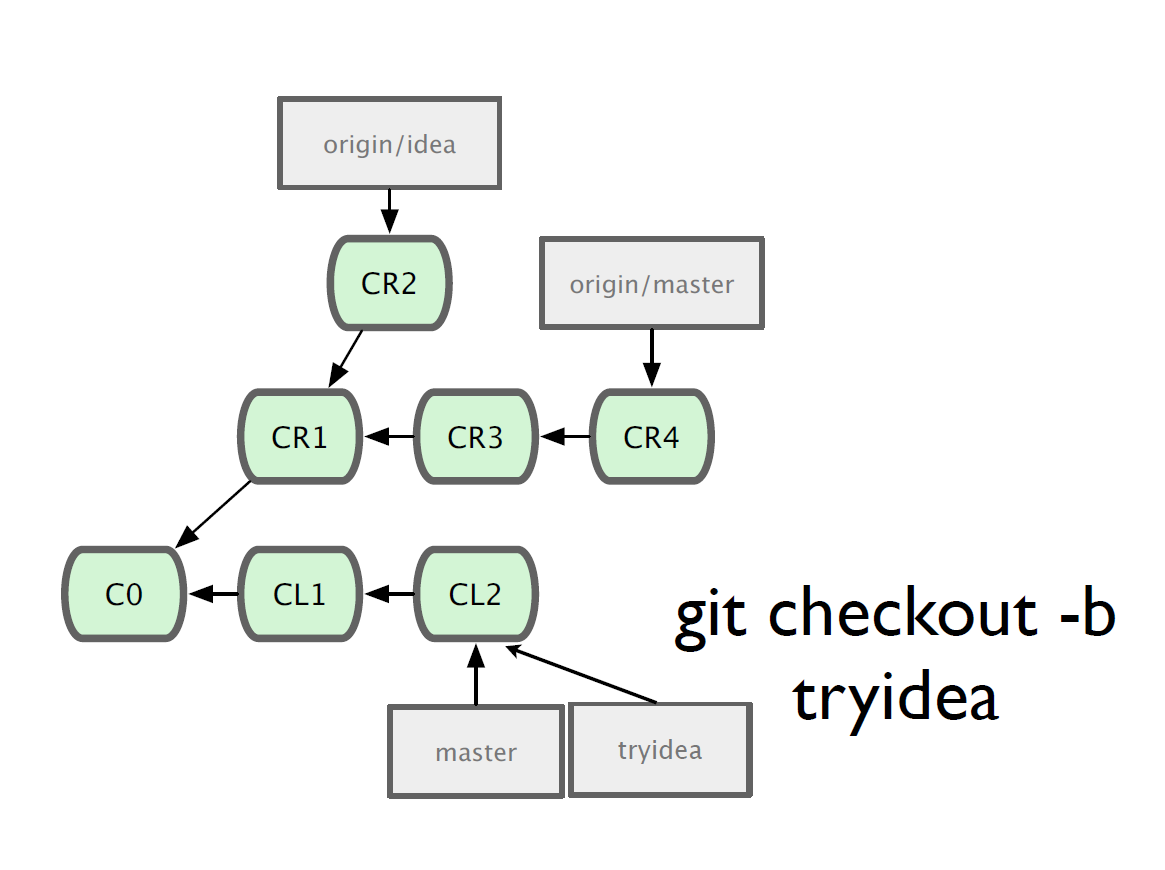 origin/idea
CR2
origin/master
CR1
CR3
CR4
C0
CL1
CL2
git checkout -b
tryidea
master
tryidea